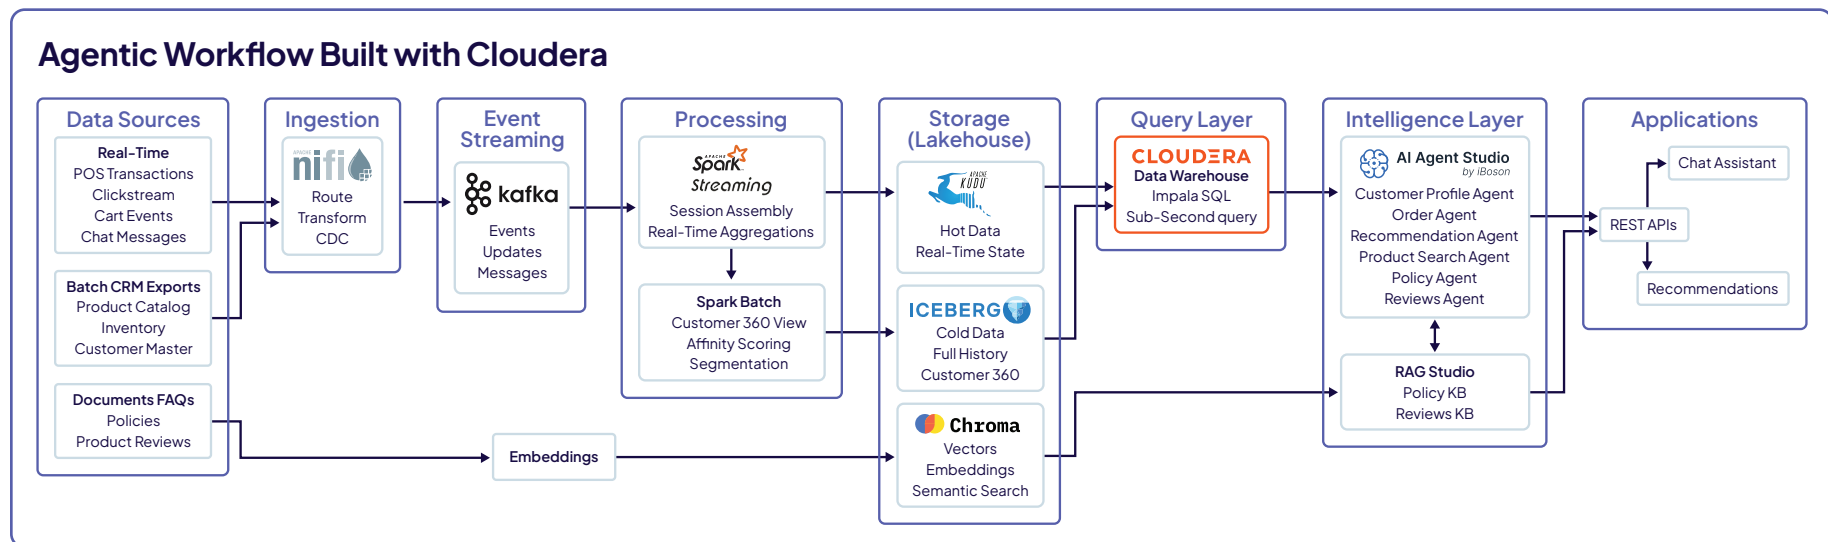 Agentic Workflow Built with Cloudera
Data Sources
Real-Time
POS Transactions
Clickstream
Cart Events
Chat Messages
Batch CRM Exports
Product Catalog
Inventory
Customer Master
Documents FAQs
Policies
Product Reviews
Ingestion
APACHE
nifi
Route
Transform
CDC
Event
Streaming
kafka
Events
Updates
Messages
Embeddings
Processing
APACHE
Spark
Streaming
Session Assembly
Real-Time Aggregations
Spark Batch
Customer 360 View
Affinity Scoring
Segmentation
Storage
(Lakehouse)
APACHE
KUDU
Hot Data
Real-Time State
ICEBERG
Cold Data
Full History
Customer 360
Chroma
Vectors
Embeddings
Semantic Search
Query Layer
CLOUDERA
Data Warehouse
Impala SQL
Sub-Second query
Intelligence Layer
AI Agent Studio
by iBoson
Customer Profile Agent
Order Agent
Recommendation Agent
Product Search Agent
Policy Agent
Reviews Agent
RAG Studio
Policy KB
Reviews KB
Applications
Chat Assistant
REST APIs
Recommendations